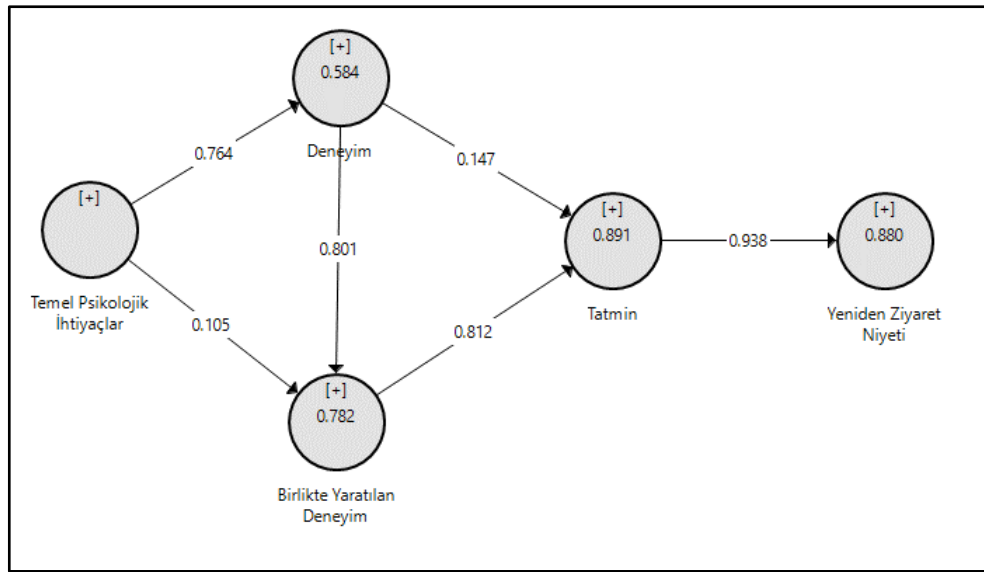 [+]
0.584
Deneyim
0.764
0.147
[+]
[+]
0.891
[+]
0.880
0.801
0.938
Temel Psikolojik
İhtiyaçlar
Tatmin
Yeniden Ziyaret
Niyeti
0.105
0.812
[+]
0.782
Birlikte Yaratılan
Deneyim